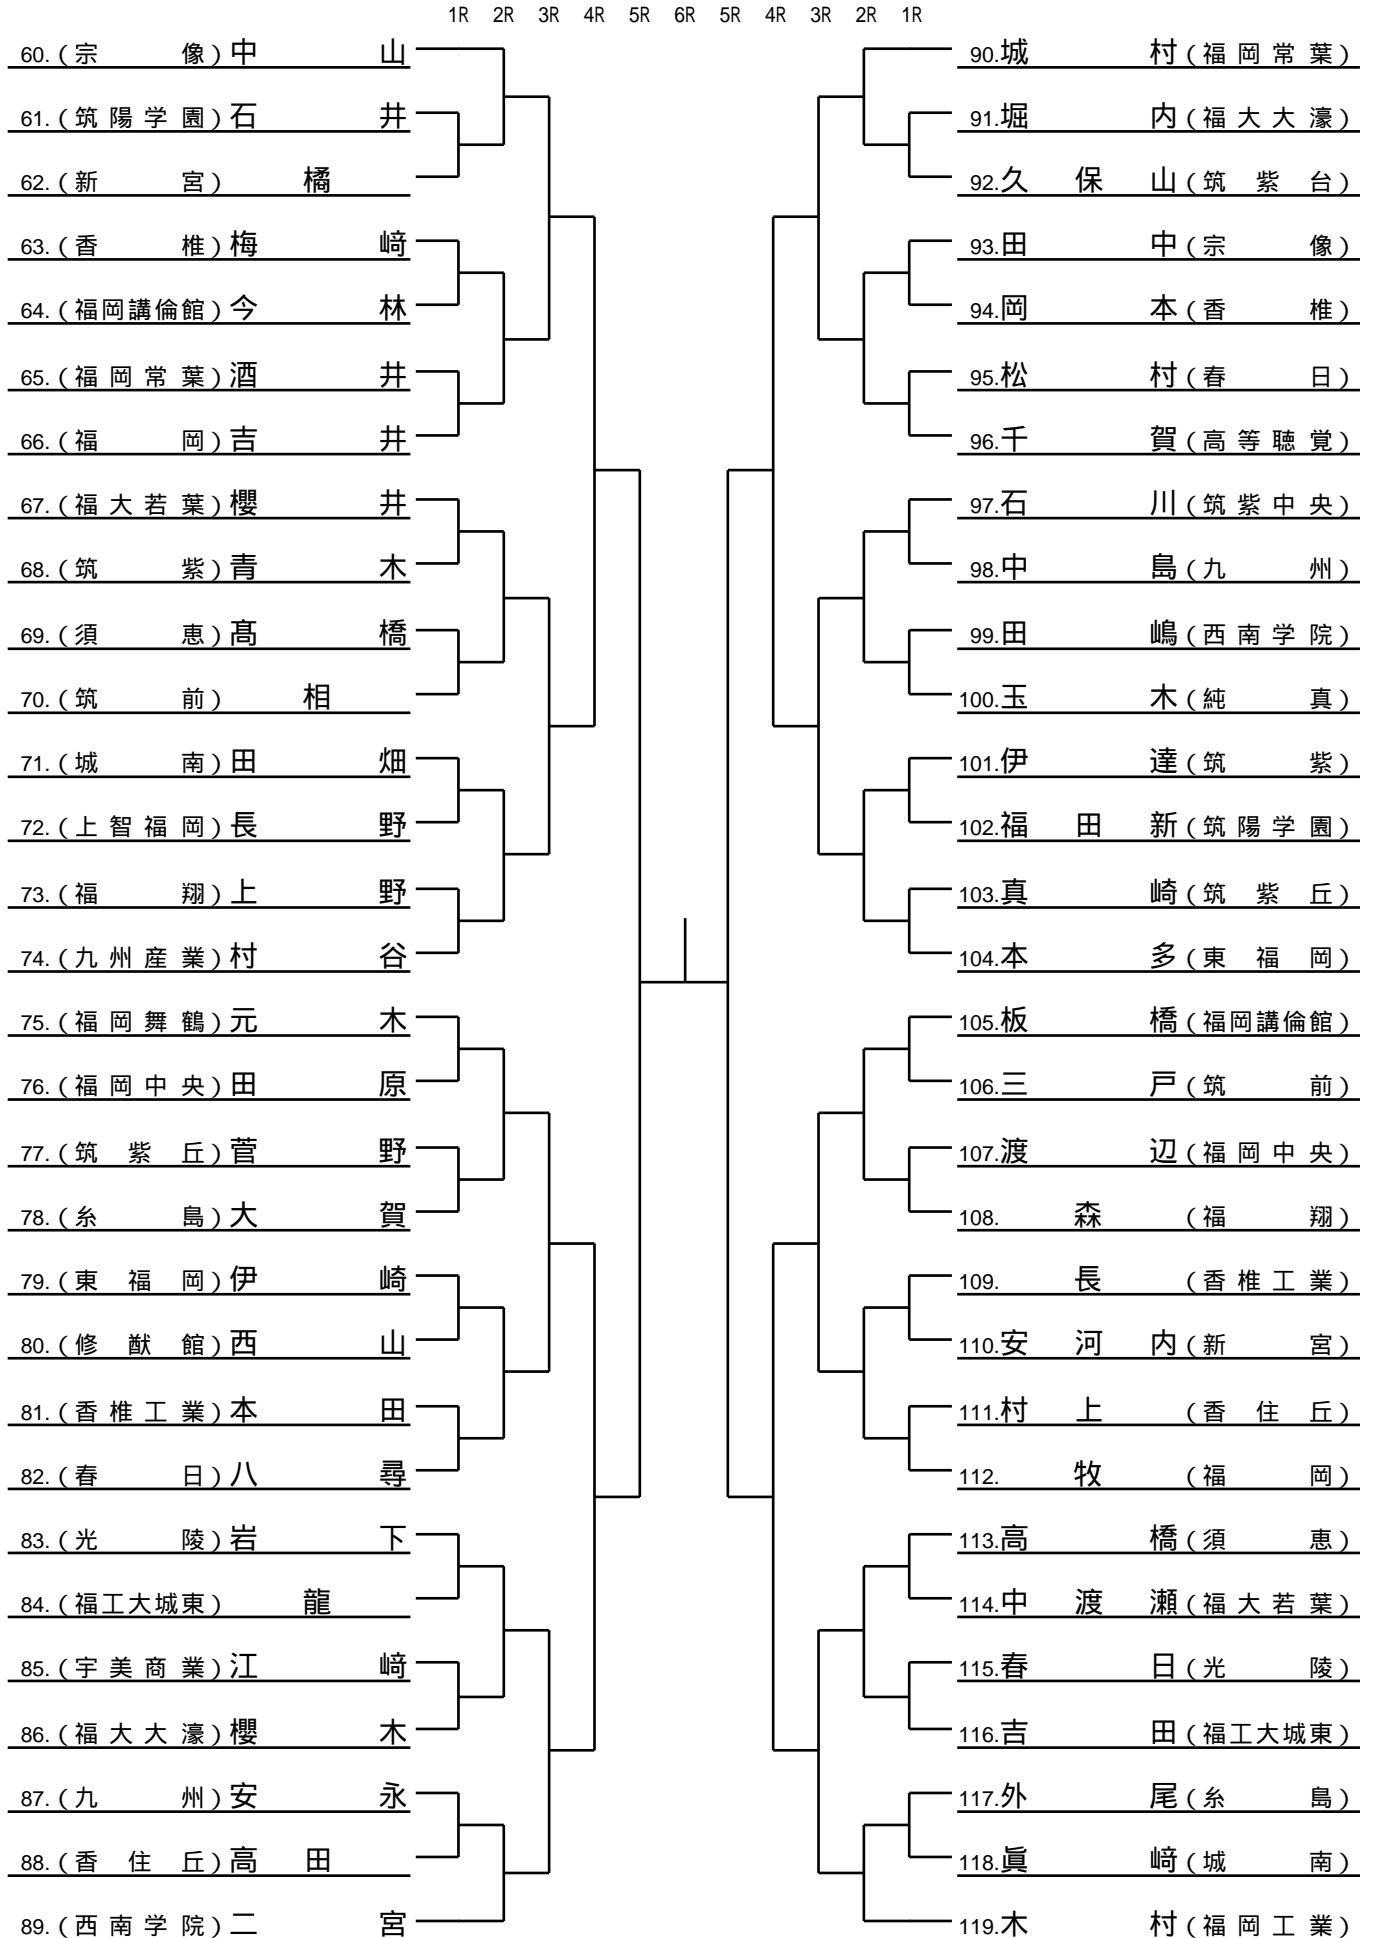 1R 2R 3R 4R 5R 6R 5R 4R 3R 2R 1R
60.(宗像)中山
61.(筑陽学園)石井
62.(新宮)橘
63.(香椎)梅﨑
64.(福岡講倫館)今林
65.(福岡常葉)酒井
66.(福岡)吉井
67.(福大若葉)櫻井
68.(筑紫)青木
69.(須恵)髙橋
70.(筑前)相
71.(城南)田畑
72.(上智福岡)長野
73.(福翔)上野
74.(九州産業)村谷
75.(福岡舞鶴)元木
76.(福岡中央)田原
77.(筑紫丘)菅野
78.(糸島)大賀
79.(東福岡)伊崎
80.(修猷館)西山
81.(香椎工業)本田
82.(春日)八尋
83.(光陵)岩下
84.(福工大城東)龍
85.(宇美商業)江﨑
86.(福大大濠)櫻木
87.(九州)安永
88.(香住丘)高田
89.(西南学院)二宮
90.城村(福岡常葉)
91.堀内(福大大濠)
92.久保山(筑紫台)
93.田中(宗像)
94.岡本(香椎)
95.松村(春日)
96.千賀(高等聴覚)
97.石川(筑紫中央)
98.中島(九州)
99.田嶋(西南学院)
100.玉木(純真)
101.伊達(筑紫)
102.福田新(筑陽学園)
103.真崎(筑紫丘)
104.本多(東福岡)
105.板橋(福岡講倫館)
106.三戸(筑前)
107.渡辺(福岡中央)
108.森(福翔)
109.長(香椎工業)
110.安河内(新宮)
111.村上(香住丘)
112.牧(福岡)
113.高橋(須恵)
114.中渡瀬(福大若葉)
115.春日(光陵)
116.吉田(福工大城東)
117.外尾(糸島)
118.眞﨑(城南)
119.木村(福岡工業)